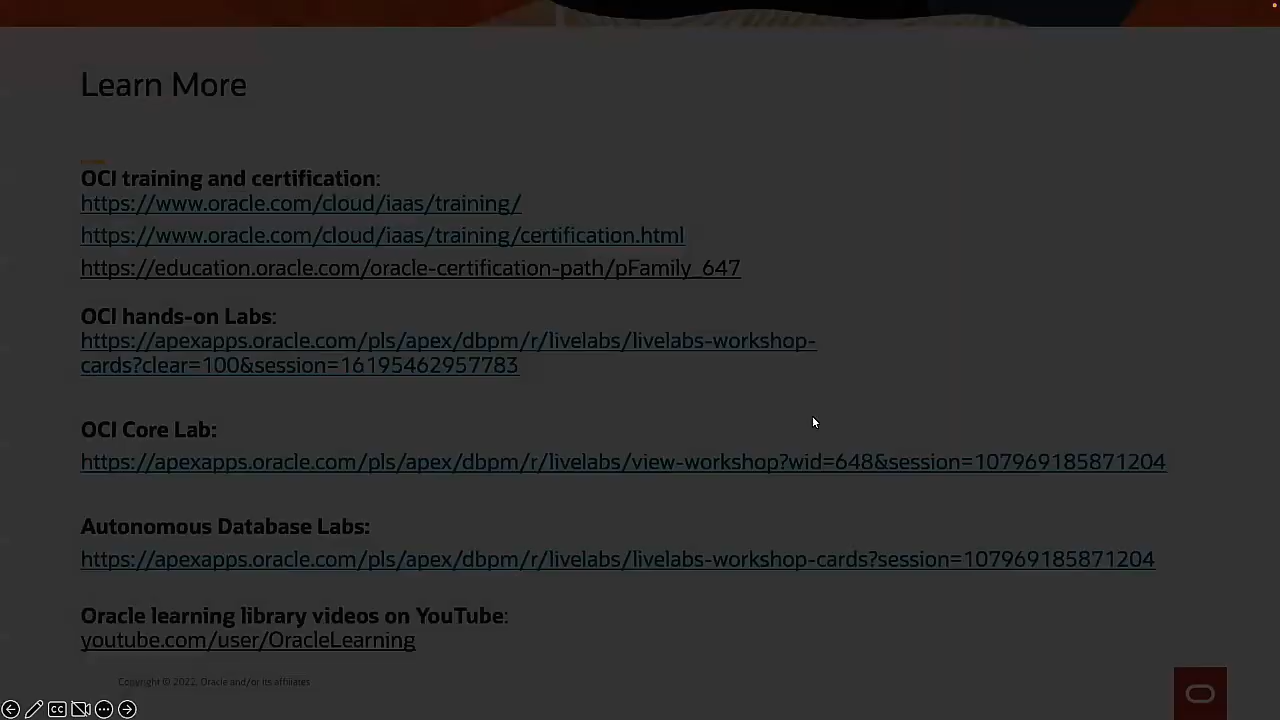 Learn More
OCI training and certification:
https://www.oracle.com/cloud/iaas/training/
https://www.oracle.com/cloud/iaas/training/certification.html
https://education.oracle.com/oracle-certification-path/pFamily_647
OCI hands-on Labs:
https://apexapps.oracle.com/pls/apex/dbpm/r/livelabs/livelabs-workshop-
cards?clear=100&session=16195462957783
OCI Core Lab:
https://apexapps.oracle.com/pls/apex/dbpm/r/livelabs/view-workshop?wid=648&session=107969185871204
Autonomous Database Labs:
https://apexapps.oracle.com/pls/apex/dbpm/r/livelabs/livelabs-workshop-cards?session=107969185871204
Oracle learning library videos on YouTube:
youtube.com/user/OracleLearning
Copyright © 2022, Oracle and/or its affiliates
CC